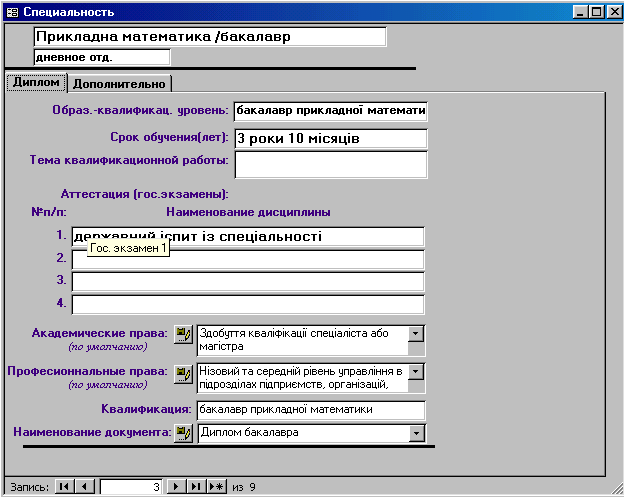 Специальность
Прикладна математика /бакалавр
дневное отд.
Диплом Дополнительно
Образ.-квалификац. уровень: бакалавр прикладної математи
Срок обучения(лет): 3 роки 10 місяців
Тема квалификационной работы:
Аттестация (гос.экзамены):
№п/п: Наименование дисциплины
1. державний іспит із спеціальності
Гос. экзамен 1
2.
3.
4.
Академические права: Здобуття кваліфікації спеціаліста або
(по умолчанию) магістра
Професиональные права: Нізовий та середній рівень управління в
(по умолчанию) підрозділах підприємств, організацій,
Квалификация: бакалавр прикладної математики
Наименование документа: Диплом бакалавра
Запись: 3 из 9